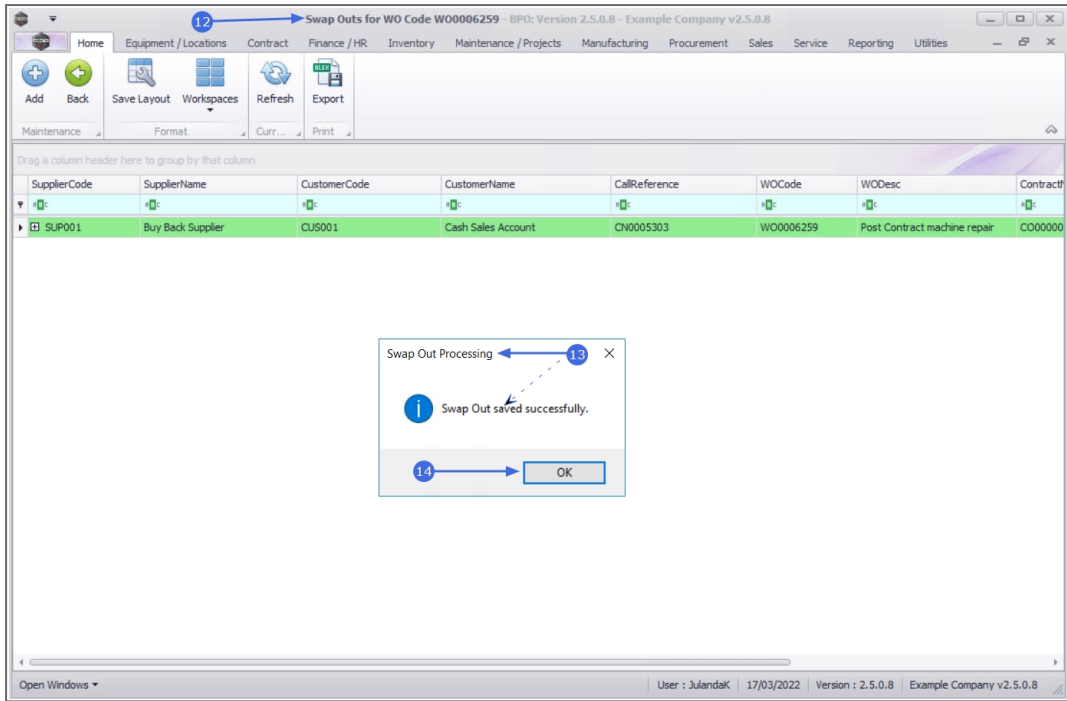 12 Swap Outs for WO Code WO0006259 - BPO: Version 2.5.0.8 - Example Company v2.5.0.8
Home Equipment / Locations Contract Finance / HR Inventory Maintenance / Projects Manufacturing Procurement Sales Service Reporting Utilities
Add Back Save Layout Workspaces Refresh Export
Maintenance Format Curr... Print
Drag a column header here to group by that column
SupplierCode SupplierName CustomerCode CustomerName CallReference WOCode WODesc
SUP001 Buy Back Supplier CUS001 Cash Sales Account CN0005303 WO0006259 Post Contract machine repair CO00000
Swap Out Processing 13
Swap Out saved successfully.
14 OK
Open Windows User : JulandaK 17/03/2022 Version : 2.5.0.8 Example Company v2.5.0.8